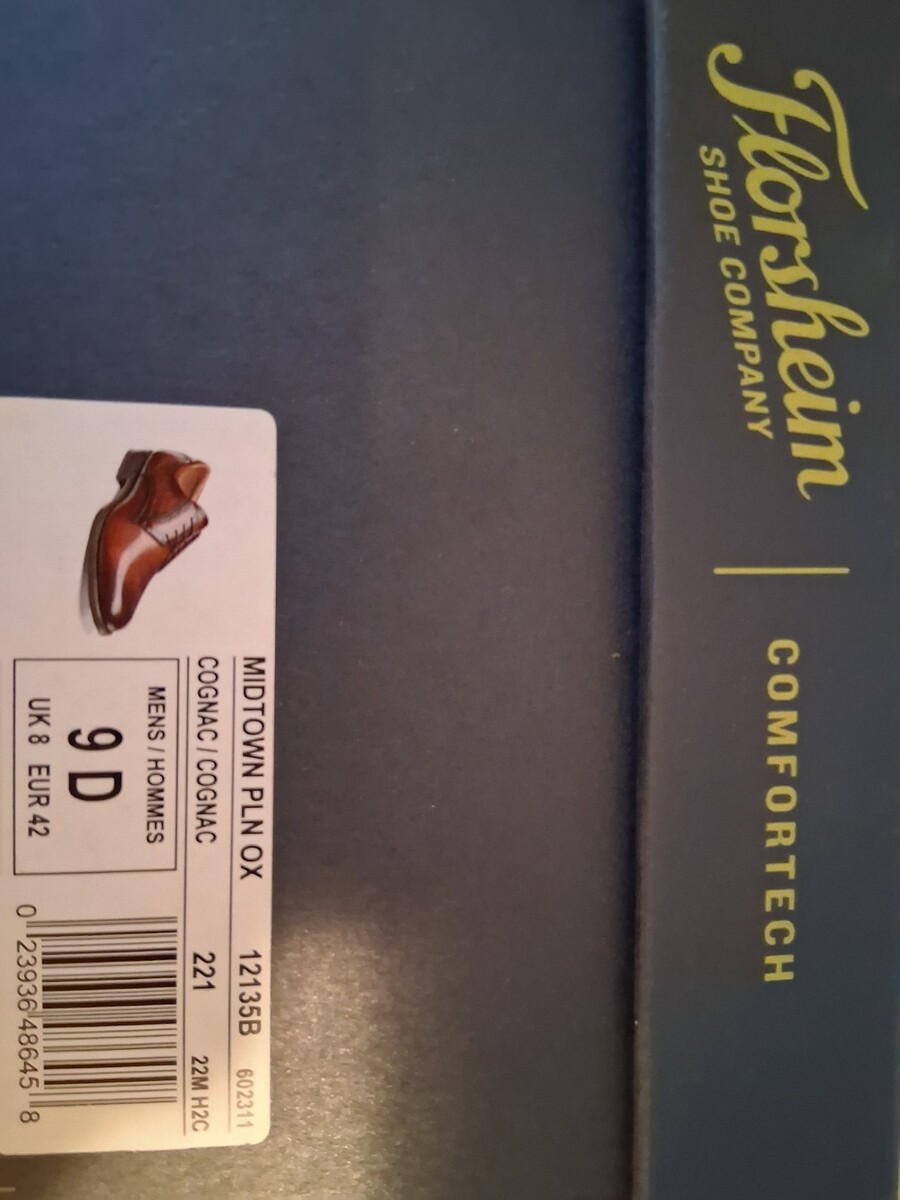 Florsheim
SHOE COMPANY
COMFORTECH
MIDTOWN PLN OX 12135B 602311
COGNAC / COGNAC 221 22M H2C
MENS / HOMMES
9 D
UK 8 EUR 42
0 23936 48645 8